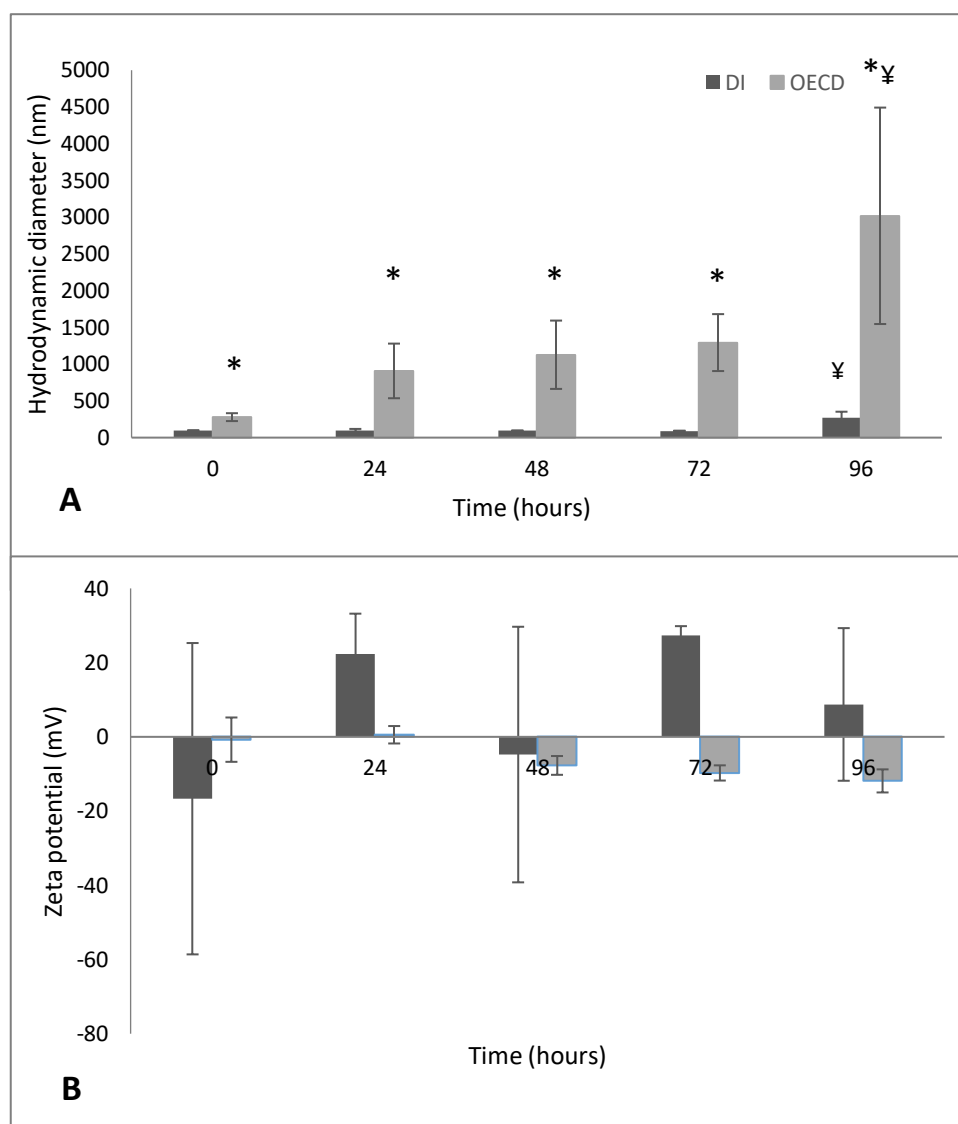 5000
4500
4000
3500
3000
2500
2000
1500
1000
500
0
Hydrodynamic diameter (nm)
DI OECD
*
*
*
*
*¥
¥
0 24 48 72 96
Time (hours)
A
40
20
0
-20
-40
-60
-80
Zeta potential (mV)
0 24 48 72 96
Time (hours)
B